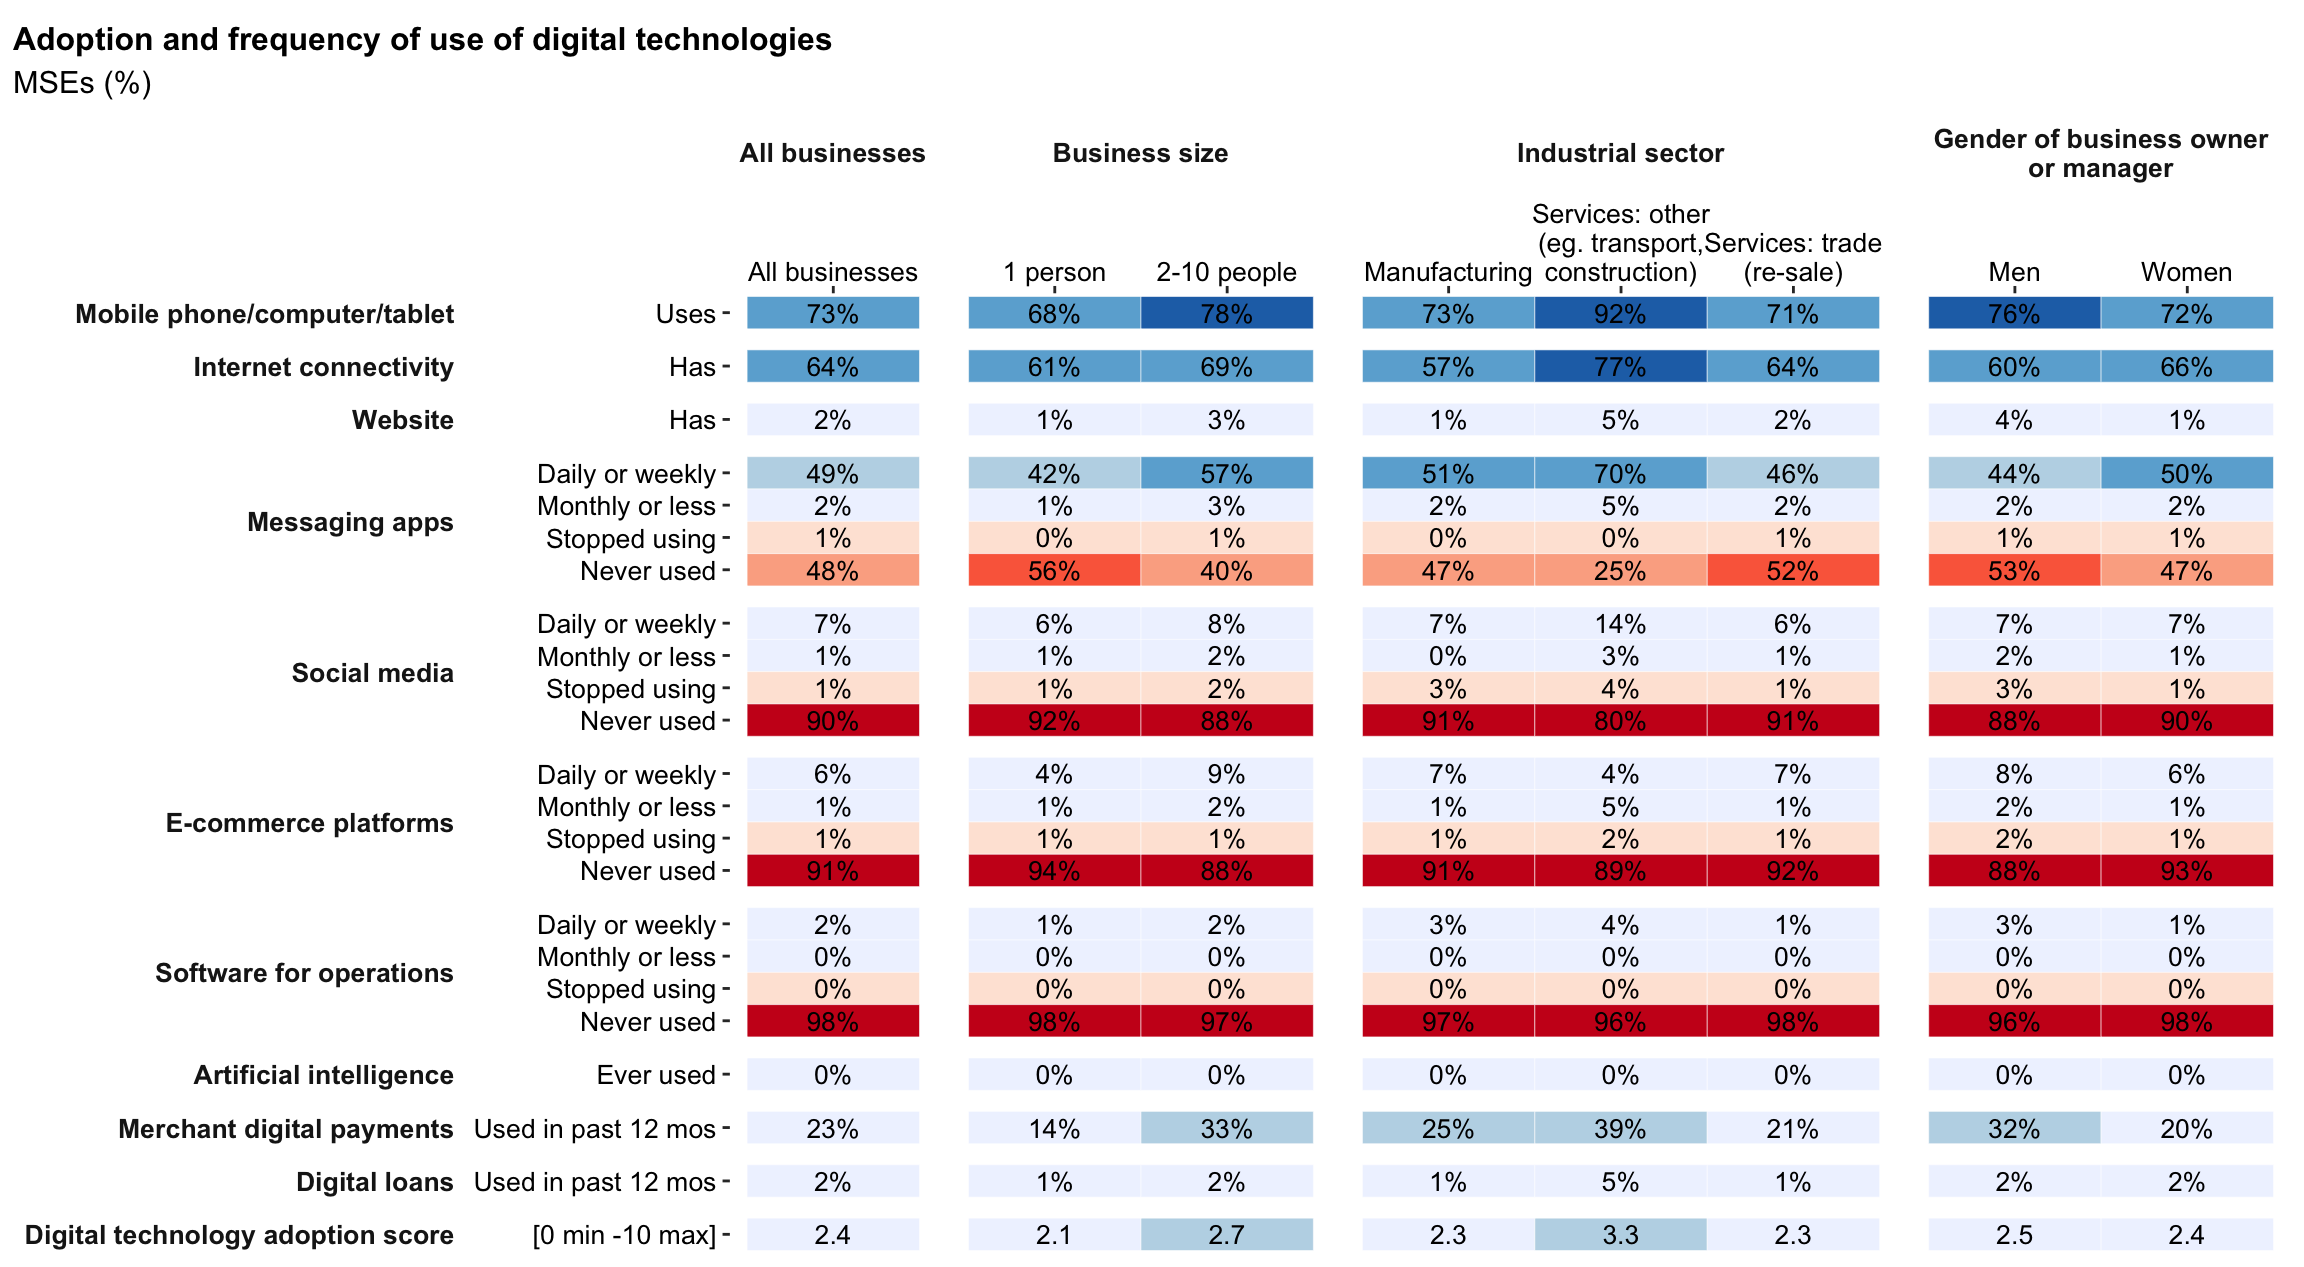 Adoption and frequency of use of digital technologies
MSEs (%)
All businesses Business size Industrial sector Gender of business owner
or manager
Services: other
(eg. transport, Services: trade
All businesses 1 person 2-10 people Manufacturing construction) (re-sale) Men Women
Mobile phone/computer/tablet Uses 73% 68% 78% 73% 92% 71% 76% 72%
Internet connectivity Has 64% 61% 69% 57% 77% 64% 60% 66%
Website Has 2% 1% 3% 1% 5% 2% 4% 1%
Messaging apps
Daily or weekly 49% 42% 57% 51% 70% 46% 44% 50%
Monthly or less 2% 1% 3% 2% 5% 2% 2% 2%
Stopped using 1% 0% 1% 0% 0% 1% 1% 1%
Never used 48% 56% 40% 47% 25% 52% 53% 47%
Social media
Daily or weekly 7% 6% 8% 7% 14% 6% 7% 7%
Monthly or less 1% 1% 2% 0% 3% 1% 2% 1%
Stopped using 1% 1% 2% 3% 4% 1% 3% 1%
Never used 90% 92% 88% 91% 80% 91% 88% 90%
E-commerce platforms
Daily or weekly 6% 4% 9% 7% 4% 7% 8% 6%
Monthly or less 1% 1% 2% 1% 5% 1% 2% 1%
Stopped using 1% 1% 1% 1% 2% 1% 2% 1%
Never used 91% 94% 88% 91% 89% 92% 88% 93%
Software for operations
Daily or weekly 2% 1% 2% 3% 4% 1% 3% 1%
Monthly or less 0% 0% 0% 0% 0% 0% 0% 0%
Stopped using 0% 0% 0% 0% 0% 0% 0% 0%
Never used 98% 98% 97% 97% 96% 98% 96% 98%
Artificial intelligence Ever used 0% 0% 0% 0% 0% 0% 0% 0%
Merchant digital payments Used in past 12 mos 23% 14% 33% 25% 39% 21% 32% 20%
Digital loans Used in past 12 mos 2% 1% 2% 1% 5% 1% 2% 2%
Digital technology adoption score [0 min -10 max] 2.4 2.1 2.7 2.3 3.3 2.3 2.5 2.4